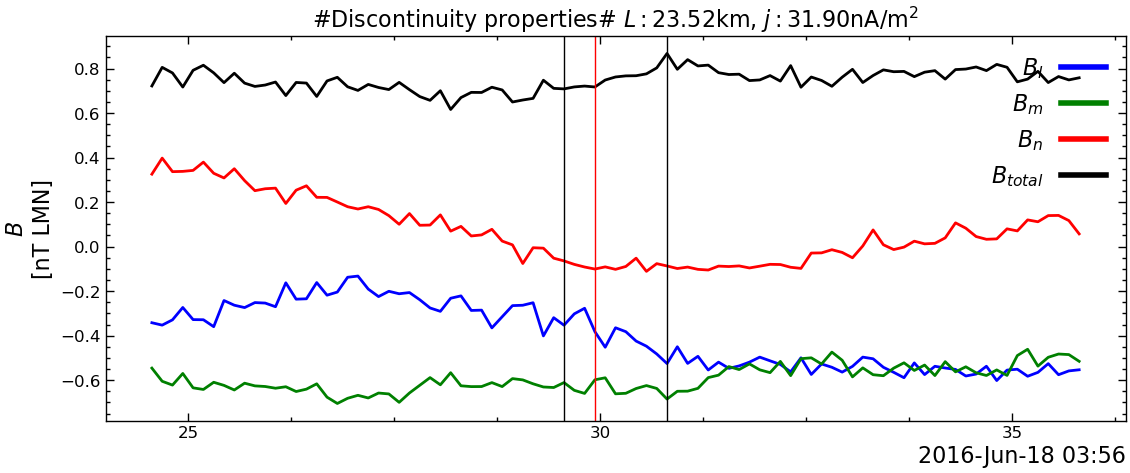 #Discontinuity properties# L : 23.52km, j : 31.90nA/m²
B
[nT LMN]
0.8
0.6
0.4
0.2
0.0
−0.2
−0.4
−0.6
B_l
B_m
B_n
B_total
25
30
35
2016-Jun-18 03:56